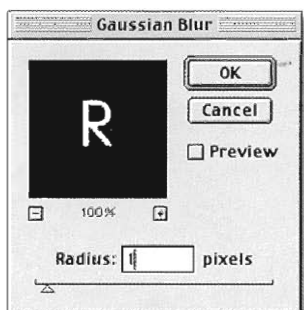 Gaussian Blur
OK
Cancel
R
Preview
100%
Radius: 1 pixels